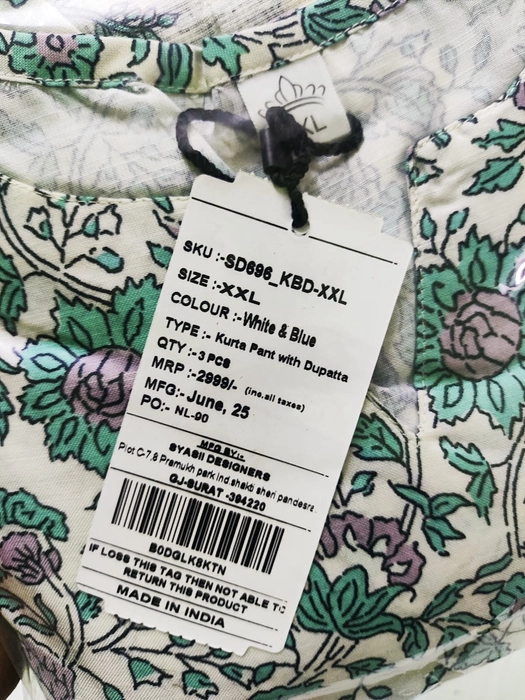 XL
SKU :-SD696_KBD-XXL
SIZE :-XXL
COLOUR :-White & Blue
TYPE :- Kurta Pant with Dupatta
QTY :-3 PCS
MRP :-2999/- (inc.all taxes)
MFG:-June, 25
PO:- NL-90
MFG BY:-
SYASII DESIGNERS
Plot C-7,8 Pramukh park ind shakti sheri pandesra
GJ-SURAT -394220
B0DGLK8KTN
IF LOSS THIS TAG THEN NOT ABLE TO
RETURN THIS PRODUCT
MADE IN INDIA